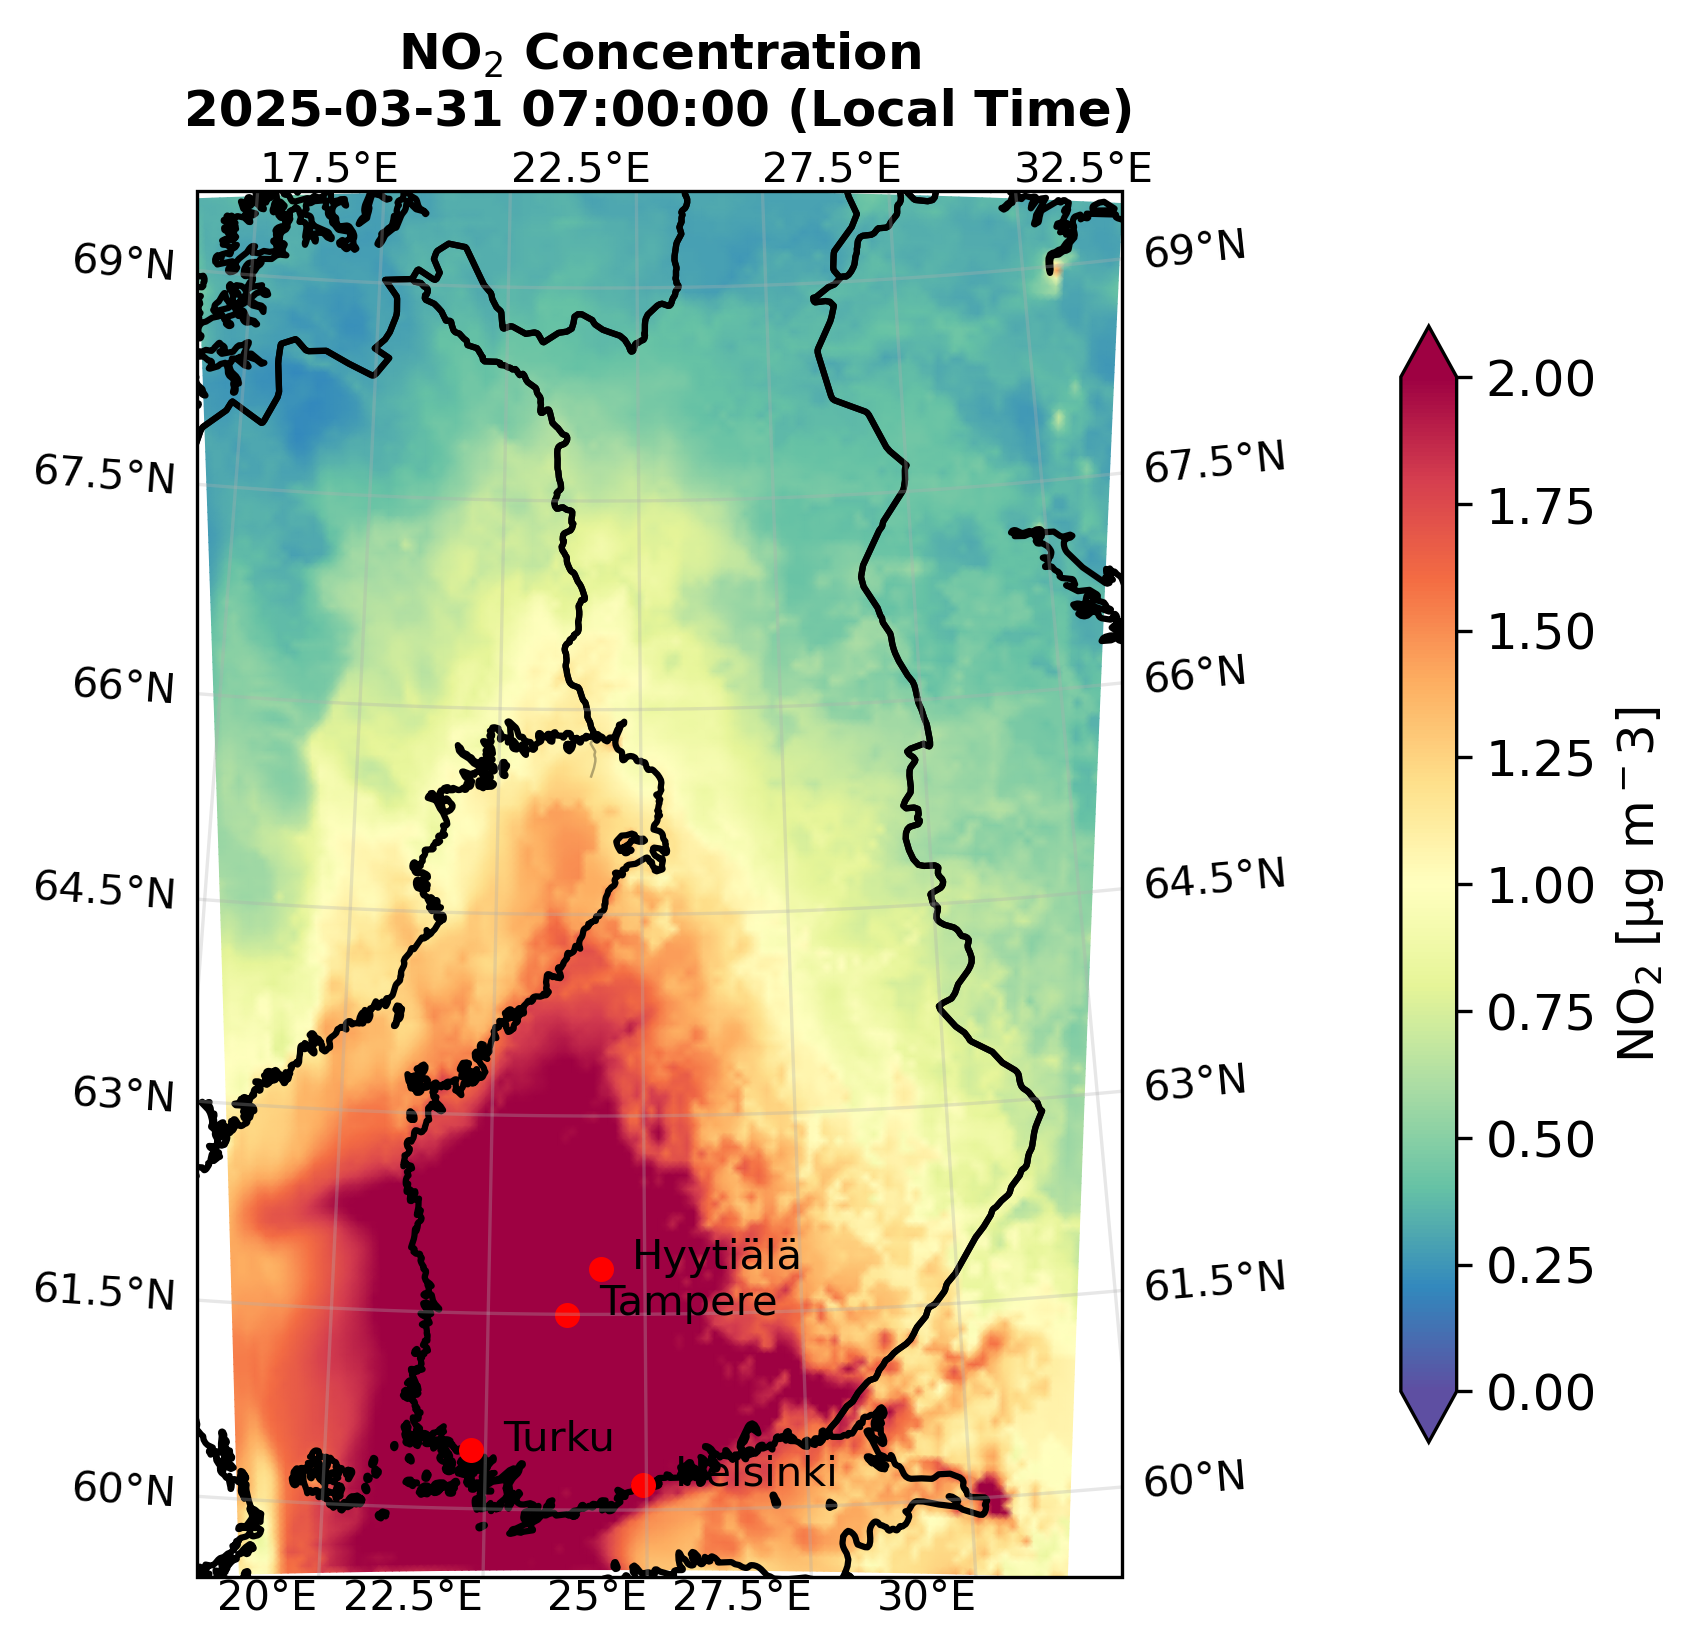 NO₂ Concentration
2025-03-31 07:00:00 (Local Time)
17.5°E 22.5°E 27.5°E 32.5°E
69°N 69°N
67.5°N 67.5°N
66°N 66°N
64.5°N 64.5°N
63°N 63°N
61.5°N 61.5°N
60°N 60°N
Hyytiälä
Tampere
Turku
Helsinki
20°E 22.5°E 25°E 27.5°E 30°E
2.00
1.75
1.50
1.25
1.00
0.75
0.50
0.25
0.00
NO₂ [µg m⁻3]